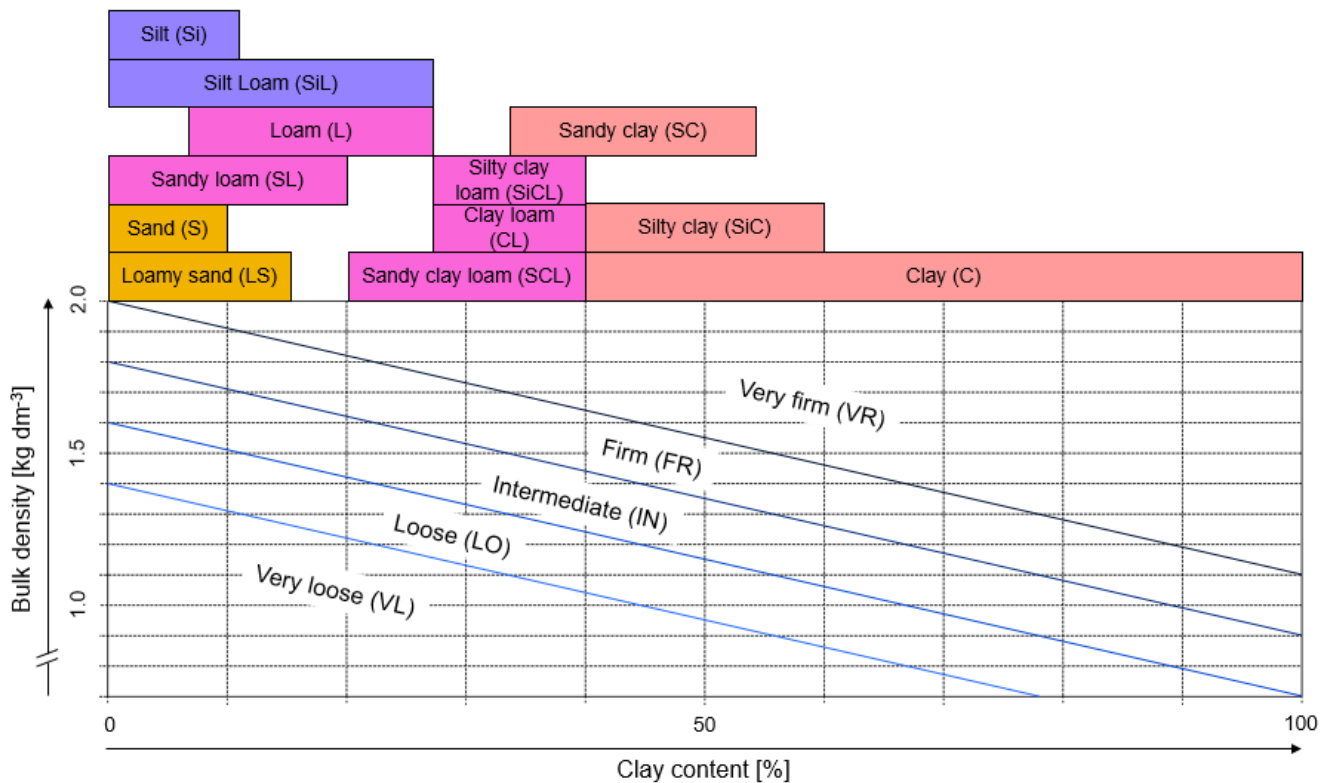 Silt (Si)
Silt Loam (SiL)
Loam (L)
Sandy clay (SC)
Sandy loam (SL)
Silty clay
loam (SiCL)
Sand (S)
Clay loam
(CL)
Silty clay (SiC)
Loamy sand (LS)
Sandy clay loam (SCL)
Clay (C)
2.0
1.5
1.0
Bulk density [kg dm-³]
Very firm (VR)
Firm (FR)
Intermediate (IN)
Loose (LO)
Very loose (VL)
0
50
100
Clay content [%]